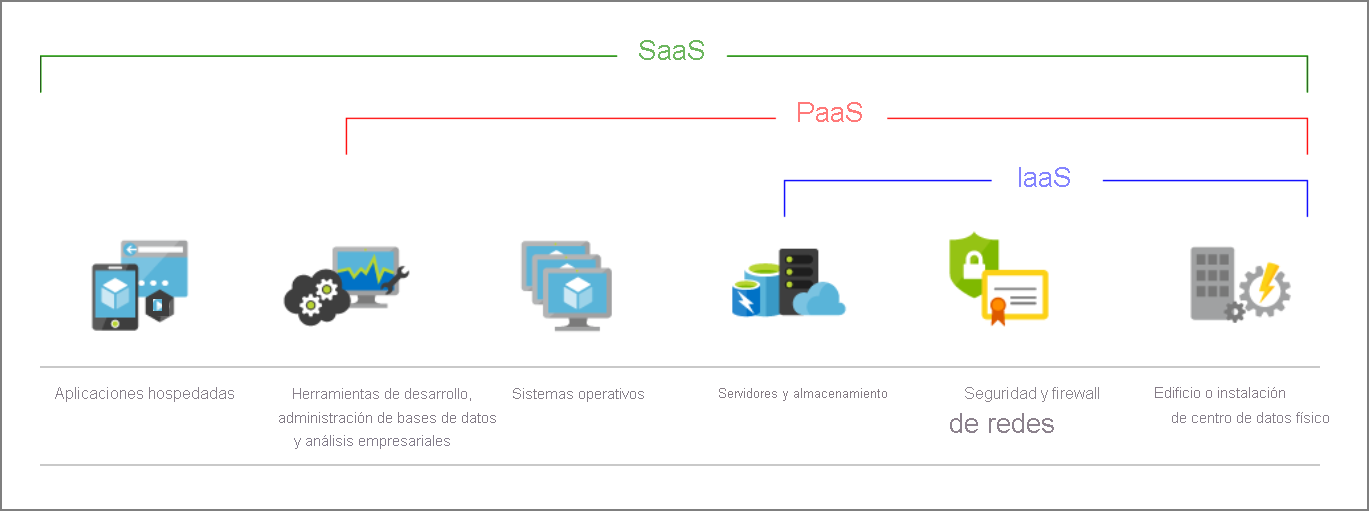 SaaS
PaaS
IaaS
Aplicaciones hospedadas
Herramientas de desarrollo,
administración de bases de datos
y análisis empresariales
Sistemas operativos
Servidores y almacenamiento
Seguridad y firewall
de redes
Edificio o instalación
de centro de datos físico